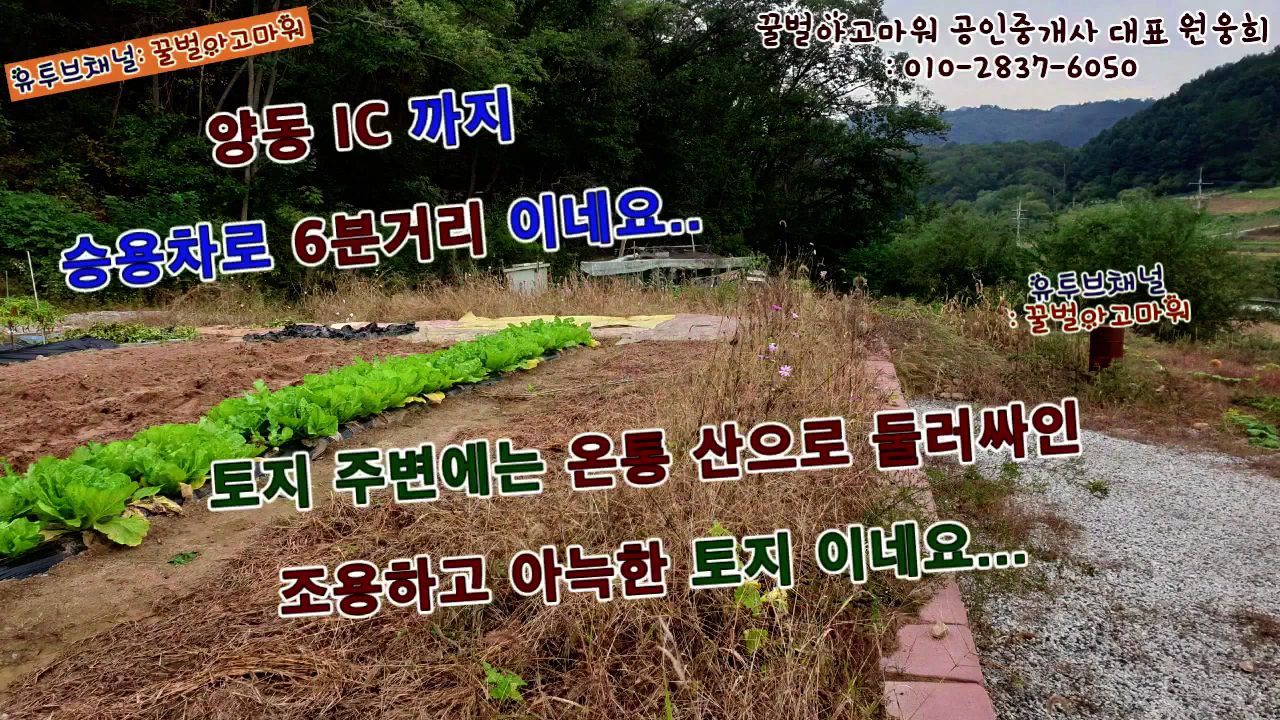 유투브채널: 꿀벌아고마워
꿀벌아고마워 공인중개사 대표 원웅희
: 010-2837-6050
양동 IC 까지
승용차로 6분거리 이네요..
유투브채널
: 꿀벌아고마워
토지 주변에는 온통 산으로 둘러싸인
조용하고 아늑한 토지 이네요...